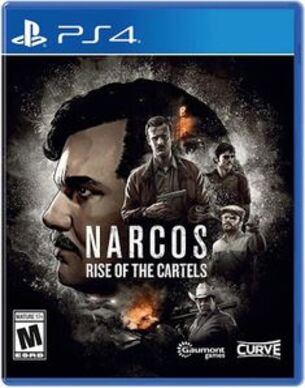 PS4
NARCOS
RISE OF THE CARTELS
MATURE 17+
M
ESRB
Gaumont
games
CURVE